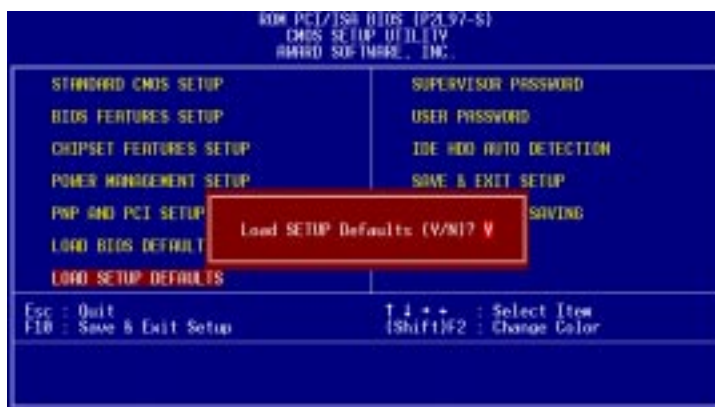 ROM PCI/ISA BIOS (P2L97-S)
CMOS SETUP UTILITY
AWARD SOFTWARE, INC.
STANDARD CMOS SETUP
SUPERVISOR PASSWORD
BIOS FEATURES SETUP
USER PASSWORD
CHIPSET FEATURES SETUP
IDE HDD AUTO DETECTION
POWER MANAGEMENT SETUP
SAVE & EXIT SETUP
PNP AND PCI SETUP
SAVING
Load SETUP Defaults (Y/N)? Y
LOAD BIOS DEFAULT
LOAD SETUP DEFAULTS
Esc : Quit
↑ ↓ → ← : Select Item
F10 : Save & Exit Setup
(Shift)F2 : Change Color